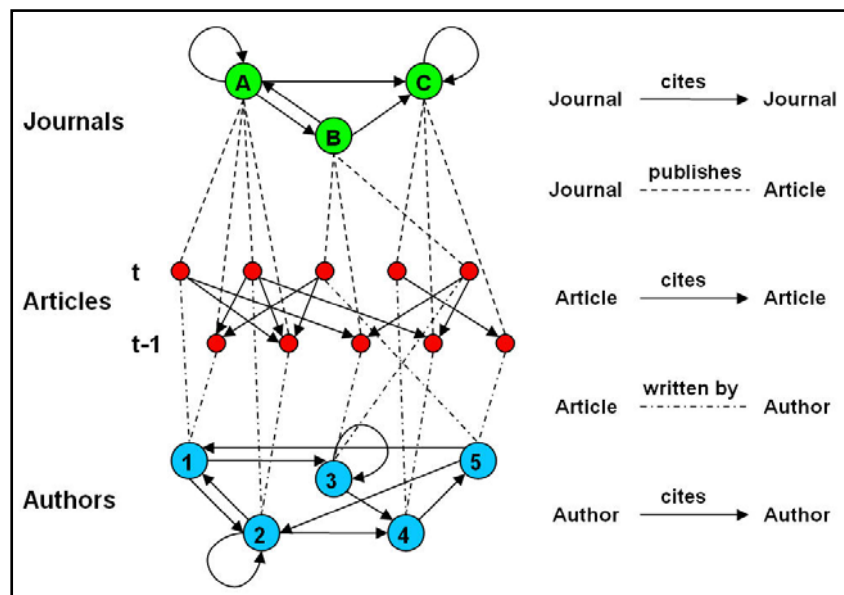 A
C
B
Journals
cites
Journal Journal
publishes
Journal Article
t
Articles
t-1
cites
Article Article
written by
Article Author
1
3
5
Authors
2
4
cites
Author Author